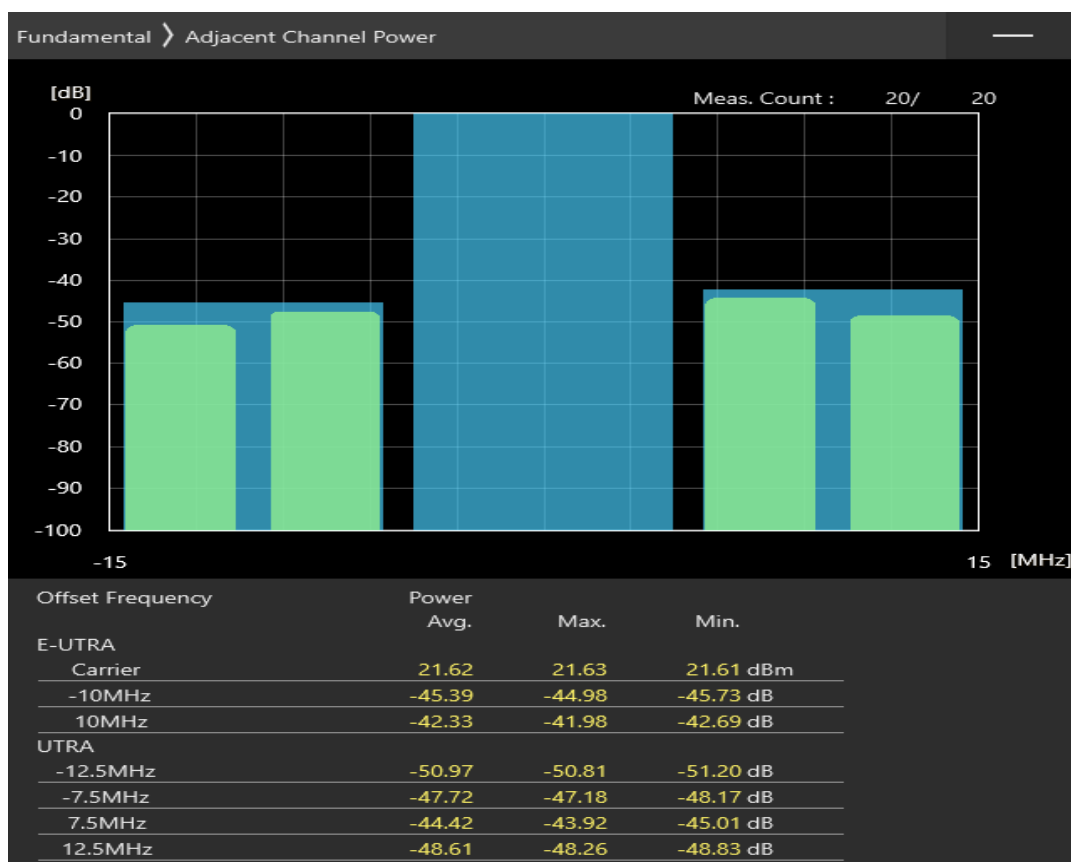 Fundamental ❯ Adjacent Channel Power
[dB]
Meas. Count : 20/ 20
0
-10
-20
-30
-40
-50
-60
-70
-80
-90
-100
-15 15 [MHz]
Offset Frequency Power
Avg. Max. Min.
E-UTRA
Carrier 21.62 21.63 21.61 dBm
-10MHz -45.39 -44.98 -45.73 dB
10MHz -42.33 -41.98 -42.69 dB
UTRA
-12.5MHz -50.97 -50.81 -51.20 dB
-7.5MHz -47.72 -47.18 -48.17 dB
7.5MHz -44.42 -43.92 -45.01 dB
12.5MHz -48.61 -48.26 -48.83 dB